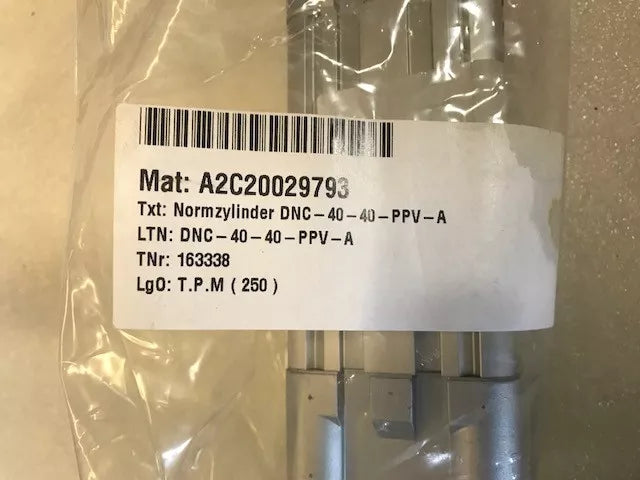 Mat: A2C20029793
Txt: Normzylinder DNC-40-40-PPV-A
LTN: DNC-40-40-PPV-A
TNr: 163338
LgO: T.P.M ( 250 )